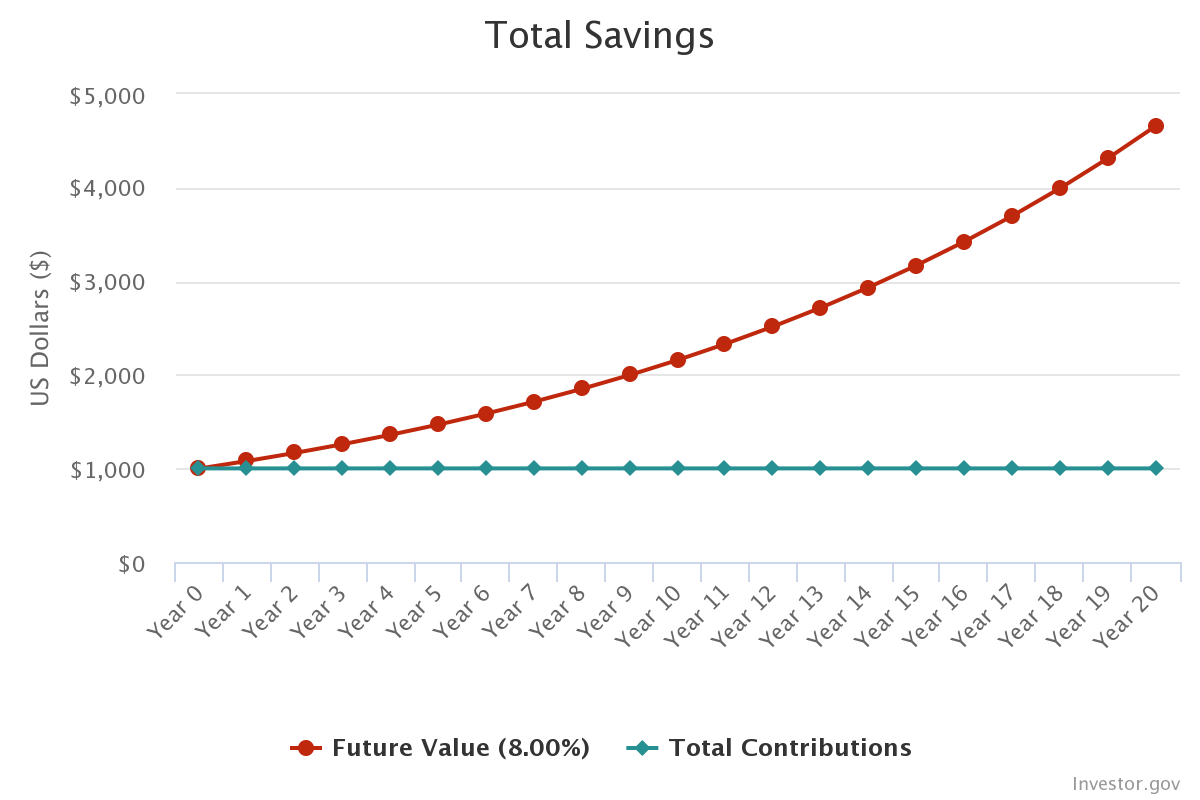 Total Savings
US Dollars ($)
$5,000
$4,000
$3,000
$2,000
$1,000
$0
Year 0
Year 1
Year 2
Year 3
Year 4
Year 5
Year 6
Year 7
Year 8
Year 9
Year 10
Year 11
Year 12
Year 13
Year 14
Year 15
Year 16
Year 17
Year 18
Year 19
Year 20
Future Value (8.00%)
Total Contributions
Investor.gov